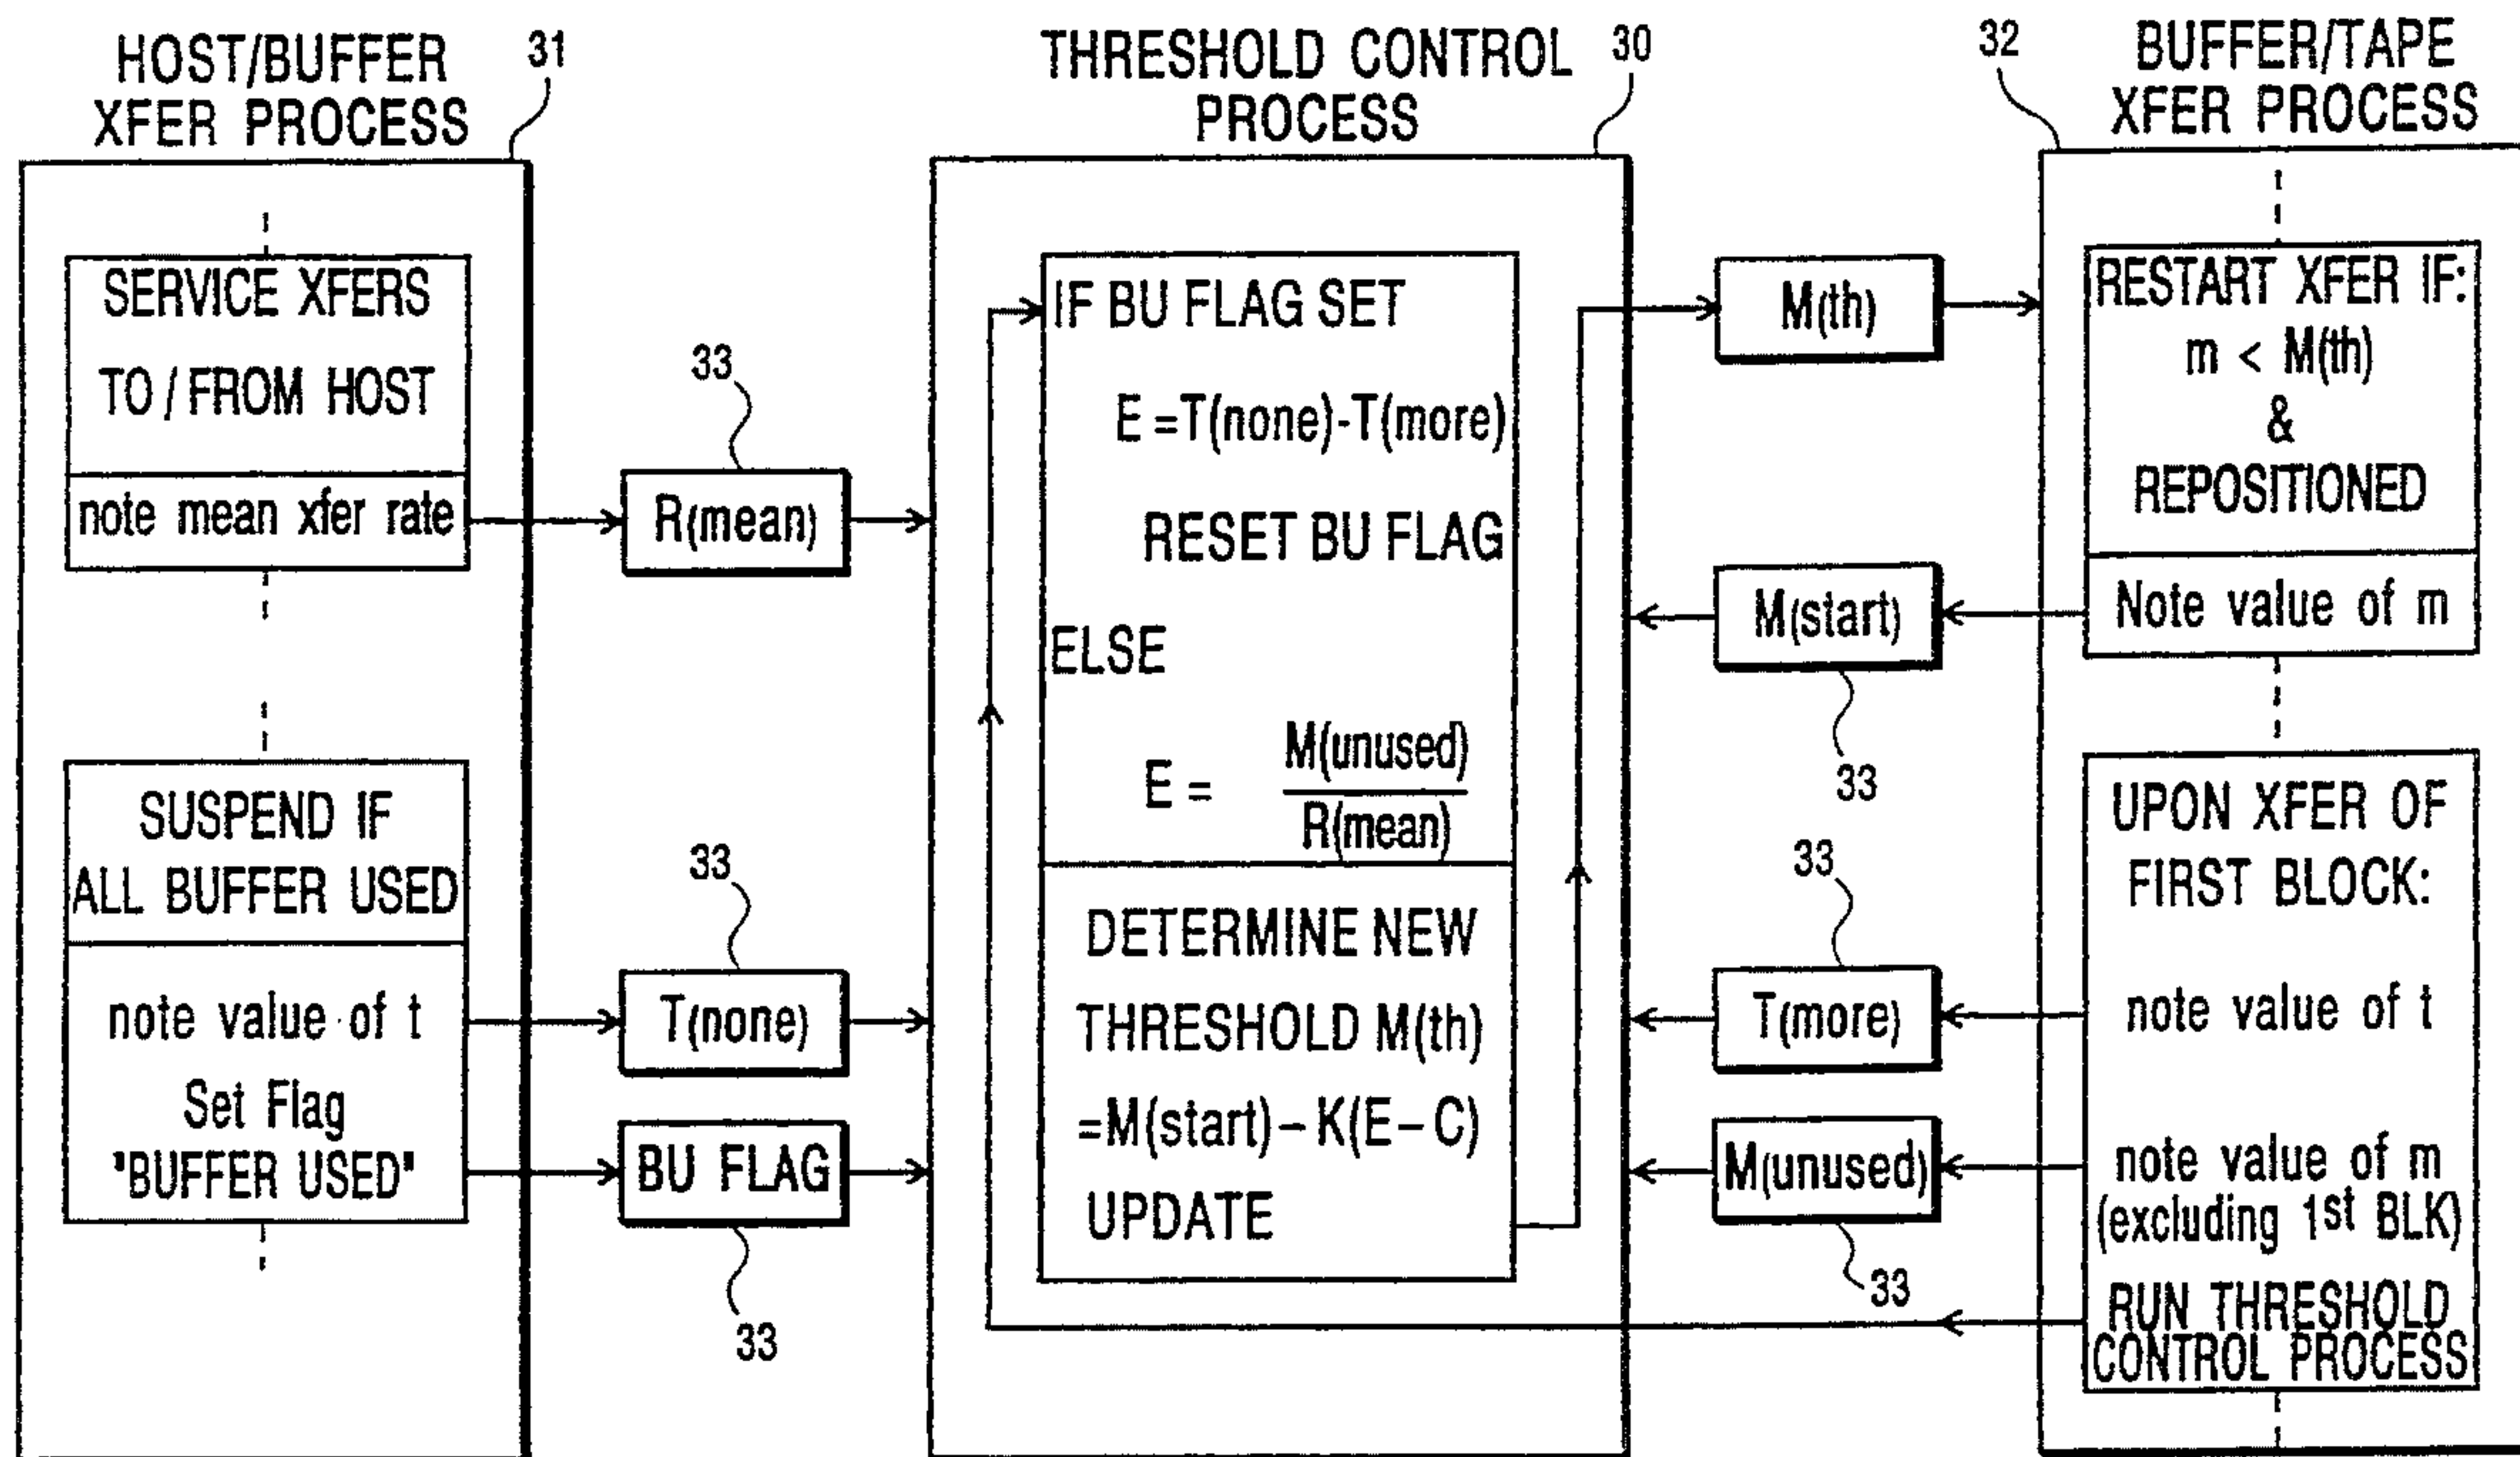 HOST/BUFFER
XFER PROCESS
31
SERVICE XFERS
TO / FROM HOST
note mean xfer rate
SUSPEND IF
ALL BUFFER USED
note value of t
Set Flag
"BUFFER USED"
33
R(mean)
33
T(none)
BU FLAG
33
THRESHOLD CONTROL
PROCESS
30
IF BU FLAG SET
E =T(none)-T(more)
RESET BU FLAG
ELSE
E = M(unused)
R(mean)
DETERMINE NEW
THRESHOLD M(th)
=M(start)– K(E– C)
UPDATE
M(th)
M(start)
33
33
T(more)
M(unused)
33
32
BUFFER/TAPE
XFER PROCESS
RESTART XFER IF:
m < M(th)
&
REPOSITIONED
Note value of m
UPON XFER OF
FIRST BLOCK:
note value of t
note value of m
(excluding 1st BLK)
RUN THRESHOLD
CONTROL PROCESS